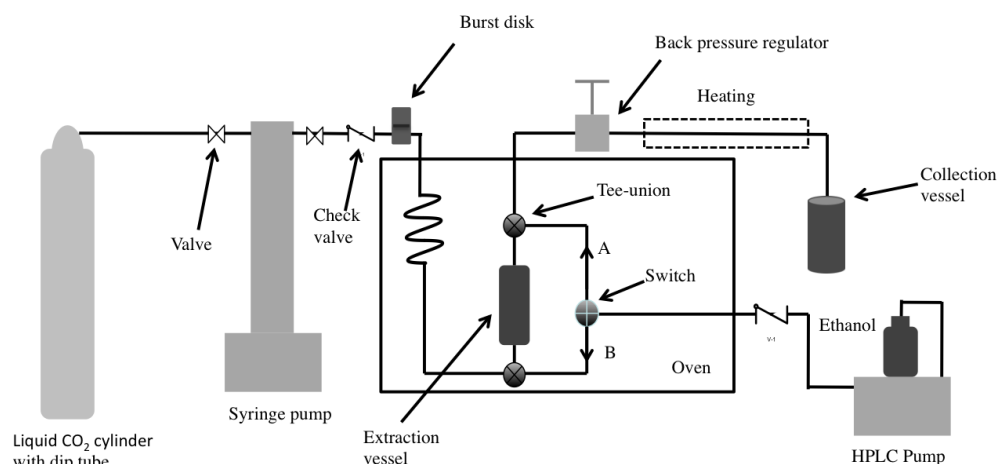 Burst disk
Back pressure regulator
Heating
Tee-union
Collection
vessel
Check
valve
Valve
A
Switch
B
Oven
V-1
Ethanol
Syringe pump
Extraction
vessel
Liquid CO₂ cylinder
with dip tube
HPLC Pump